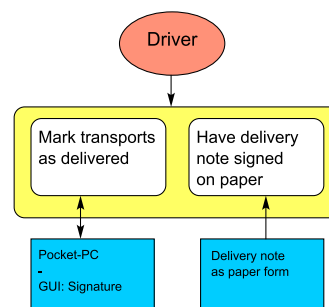 Driver
Mark transports
as delivered
Have delivery
note signed
on paper
Pocket-PC
-
GUI: Signature
Delivery note
as paper form